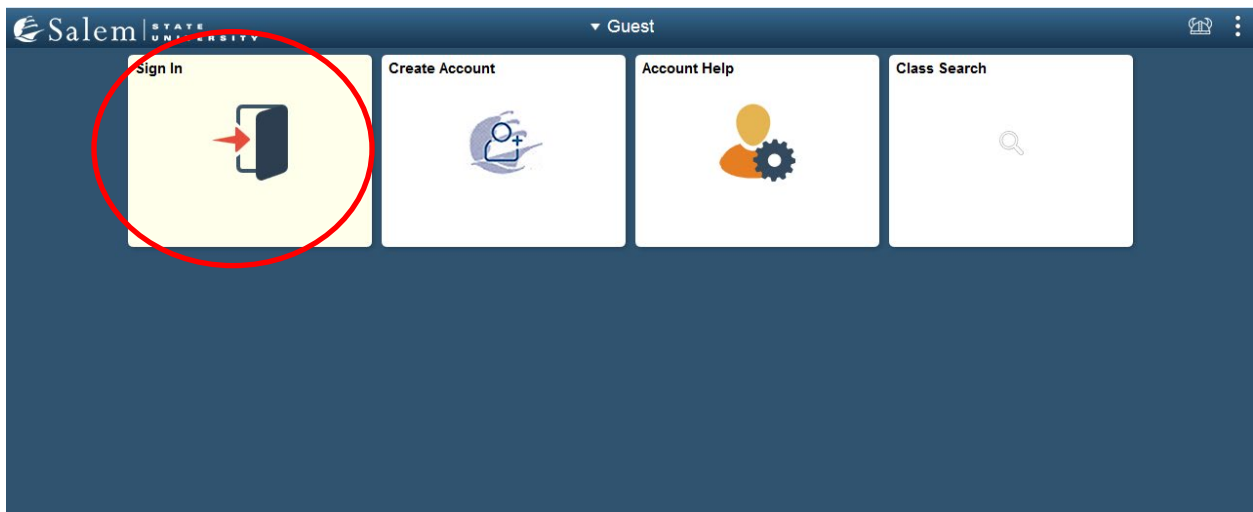 Salem STATE UNIVERSITY
Guest
Sign In
Create Account
Account Help
Class Search